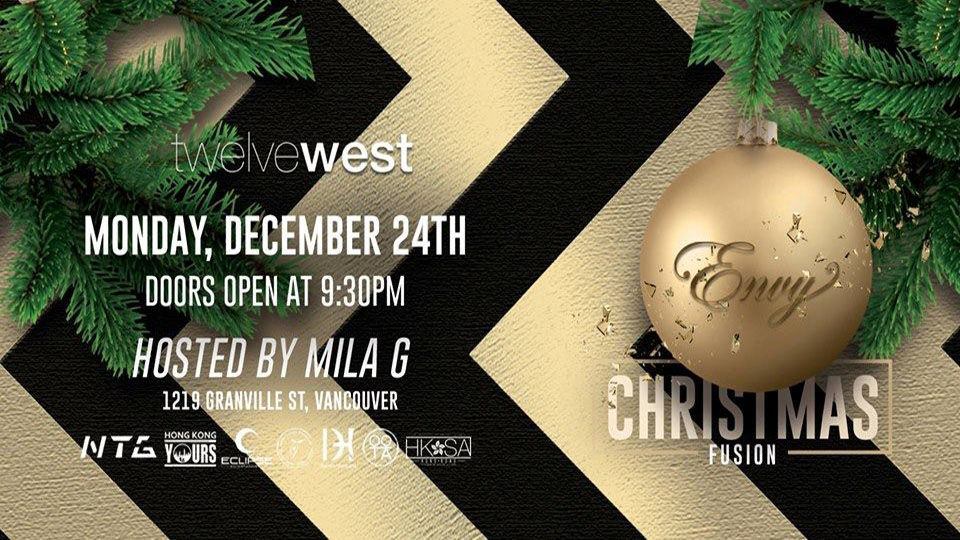 twelvewest
MONDAY, DECEMBER 24TH
DOORS OPEN AT 9:30PM
HOSTED BY MILA G
1219 GRANVILLE ST, VANCOUVER
NTG
HONG KONG
YOURS
ECLIPSE
HKSA
Envy
CHRISTMAS
FUSION